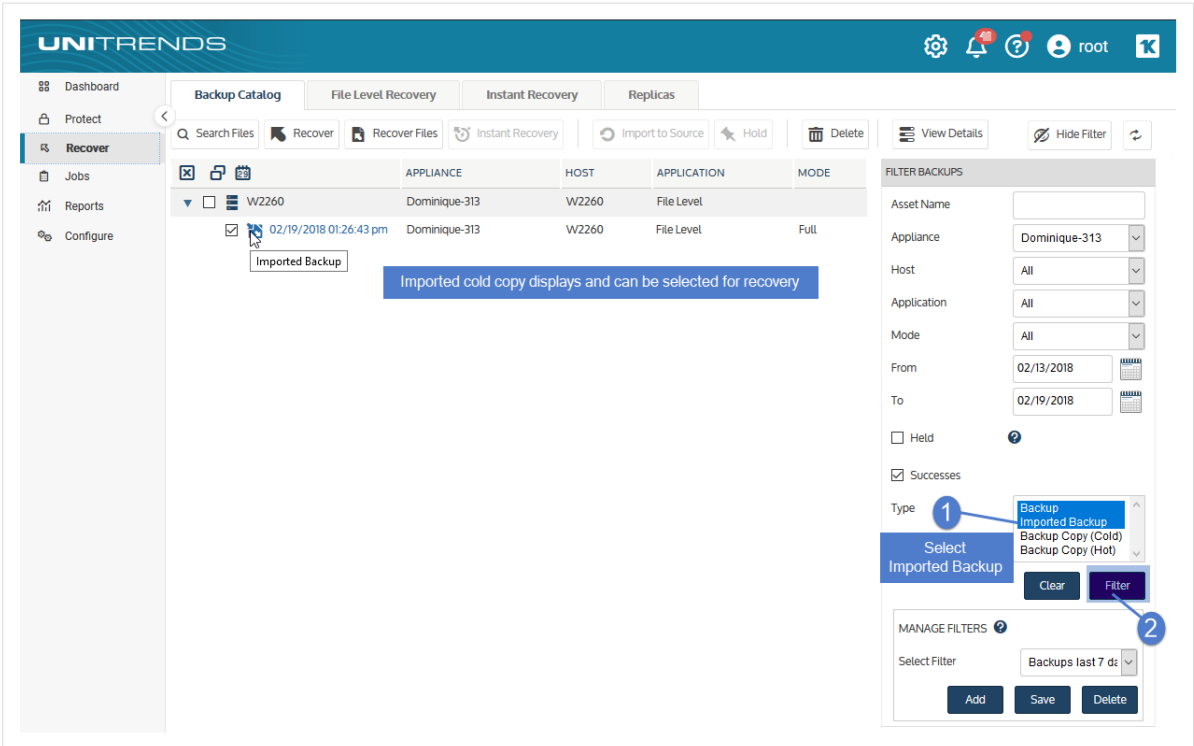 UNITRENDS
root
Dashboard
Protect
Recover
Jobs
Reports
Configure
Backup Catalog File Level Recovery Instant Recovery Replicas
Search Files Recover Recover Files Instant Recovery Import to Source Hold Delete View Details Hide Filter
29 APPLIANCE HOST APPLICATION MODE
W2260 Dominique-313 W2260 File Level
02/19/2018 01:26:43 pm Dominique-313 W2260 File Level Full
Imported Backup
Imported cold copy displays and can be selected for recovery
FILTER BACKUPS
Asset Name
Appliance Dominique-313
Host All
Application All
Mode All
From 02/13/2018
To 02/19/2018
Held ?
Successes
Type
1
Backup
Imported Backup
Backup Copy (Cold)
Backup Copy (Hot)
Select
Imported Backup
Clear Filter
2
MANAGE FILTERS ?
Select Filter Backups last 7 da
Add Save Delete